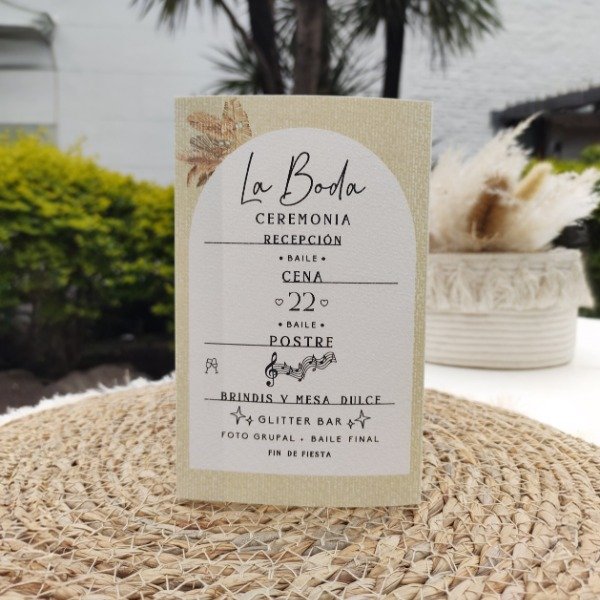 La Boda
CEREMONIA
RECEPCIÓN
• BAILE •
CENA
♡ 22 ♡
• BAILE •
POSTRE
BRINDIS Y MESA DULCE
GLITTER BAR
FOTO GRUPAL • BAILE FINAL
FIN DE FIESTA